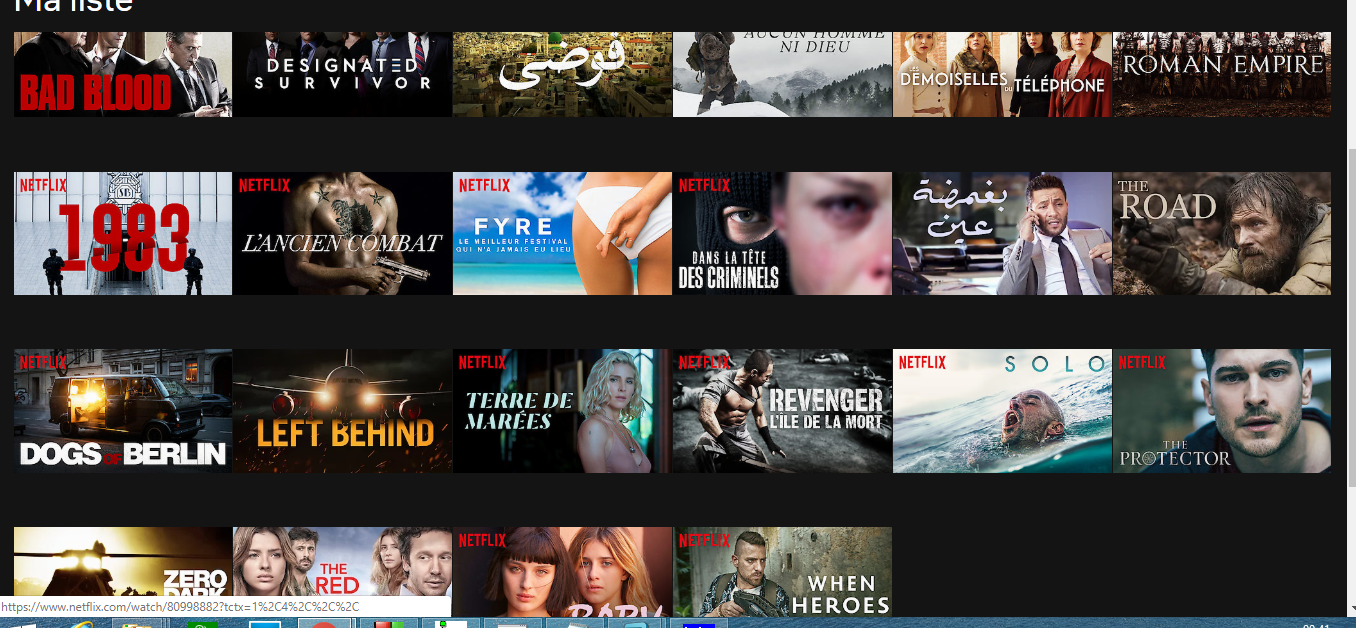 Ma liste
BAD BLOOD
DESIGNATED
SURVIVOR
فوضى
AUCUN HOMME
NI DIEU
LES
DEMOISELLES
DU TÉLÉPHONE
ROMAN EMPIRE
NETFLIX
1983
NETFLIX
L'ANCIEN COMBAT
NETFLIX
FYRE
LE MEILLEUR FESTIVAL
QUI N'A JAMAIS EU LIEU
NETFLIX
DANS LA TÊTE
DES CRIMINELS
بغمضة
عين
THE
ROAD
NETFLIX
DOGS OF BERLIN
LEFT BEHIND
NETFLIX
TERRE DE
MARÉES
NETFLIX
REVENGER
L'ÎLE DE LA MORT
NETFLIX
SOLO
NETFLIX
THE
PROTECTOR
ZERO
DARK
THE
RED
NETFLIX
BABY
NETFLIX
WHEN
HEROES
https://www.netflix.com/watch/80998882?tctx=1%2C4%2C%2C%2C